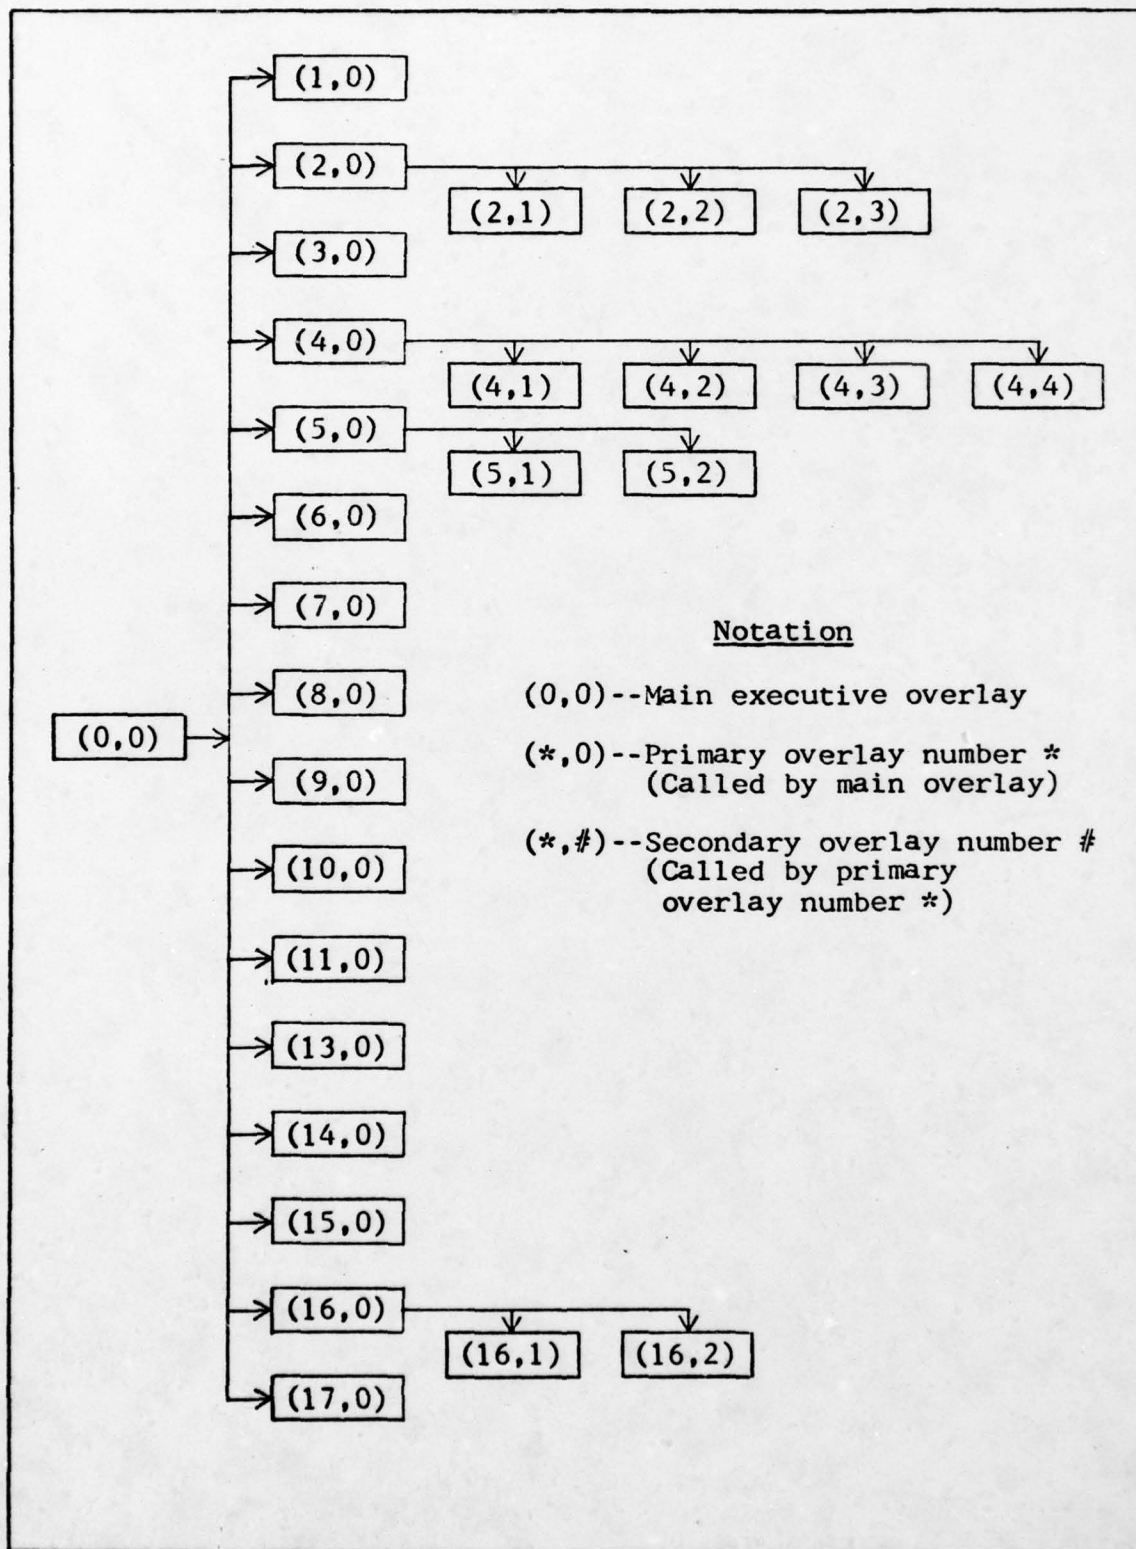 (1,0)
(2,0)
(2,1) (2,2) (2,3)
(3,0)
(4,0)
(4,1) (4,2) (4,3) (4,4)
(5,0)
(5,1) (5,2)
(6,0)
(7,0)
Notation
(8,0)
(0,0)--Main executive overlay
(0,0)
(*,0)--Primary overlay number *
(Called by main overlay)
(9,0)
(*,#)--Secondary overlay number #
(Called by primary
overlay number *)
(10,0)
(11,0)
(13,0)
(14,0)
(15,0)
(16,0)
(16,1) (16,2)
(17,0)